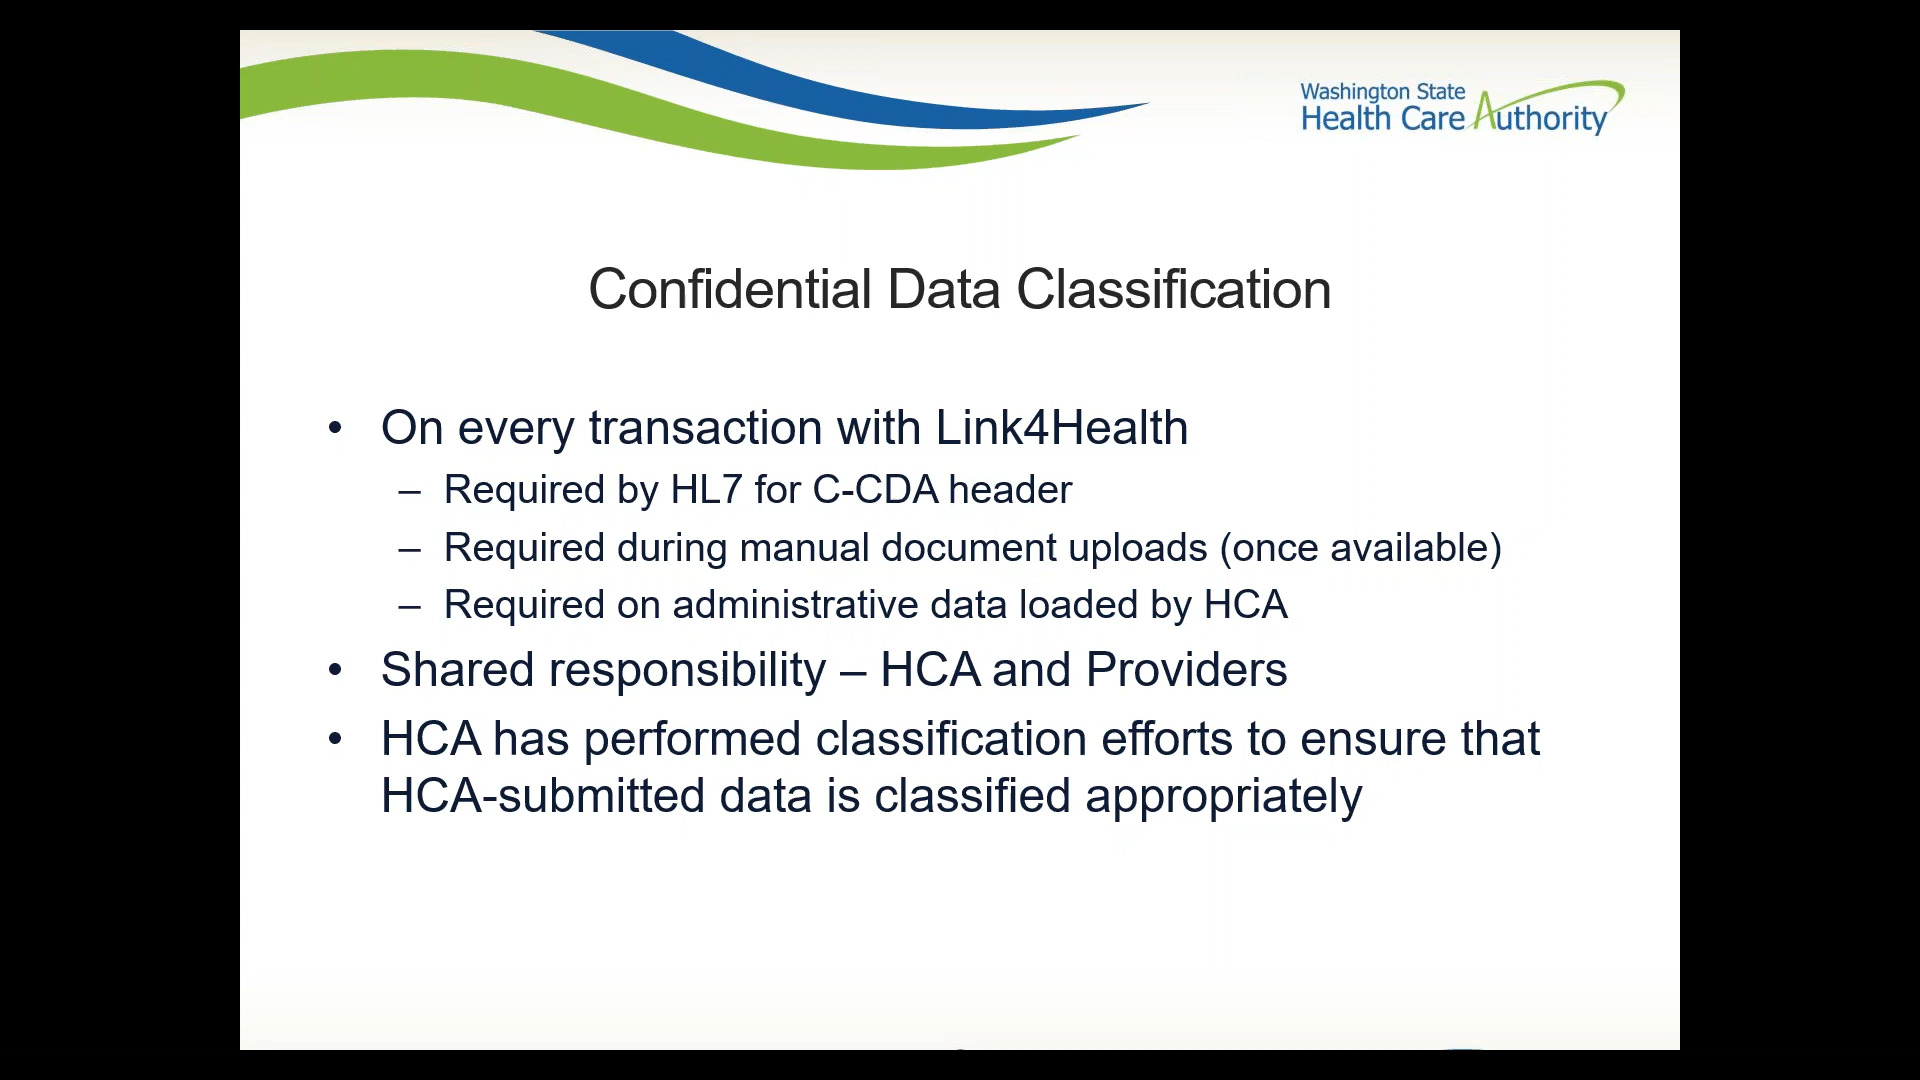 Washington State
Health Care Authority
Confidential Data Classification
• On every transaction with Link4Health
– Required by HL7 for C-CDA header
– Required during manual document uploads (once available)
– Required on administrative data loaded by HCA
• Shared responsibility – HCA and Providers
• HCA has performed classification efforts to ensure that
HCA-submitted data is classified appropriately